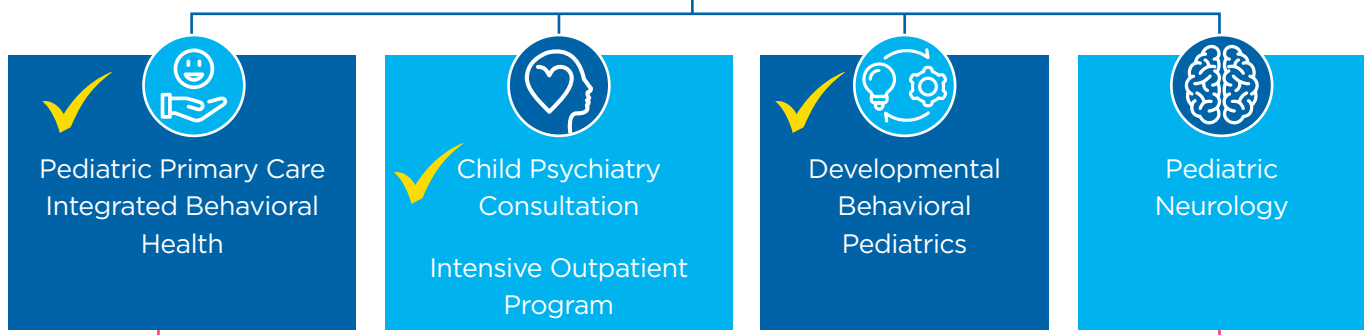 Pediatric Primary Care
Integrated Behavioral
Health
Child Psychiatry
Consultation
Intensive Outpatient
Program
Developmental
Behavioral
Pediatrics
Pediatric
Neurology